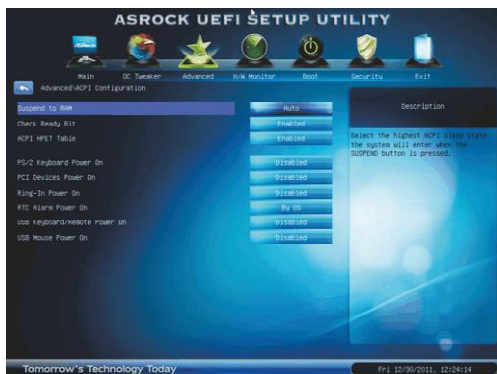 ASROCK UEFI SETUP UTILITY
Main OC Tweaker Advanced H/W Monitor Boot Security Exit
Advanced\ACPI Configuration
Description
Suspend to RAM Auto
Check Ready Bit Enabled
ACPI HPET Table Enabled
Select the highest ACPI sleep state
the system will enter when the
SUSPEND button is pressed.
PS/2 Keyboard Power On Disabled
PCI Devices Power On Disabled
Ring-In Power On Disabled
RTC Alarm Power On By OS
USB Keyboard/Remote Power On Disabled
USB Mouse Power On Disabled
Tomorrow's Technology Today
Fri 12/30/2011, 12:24:14